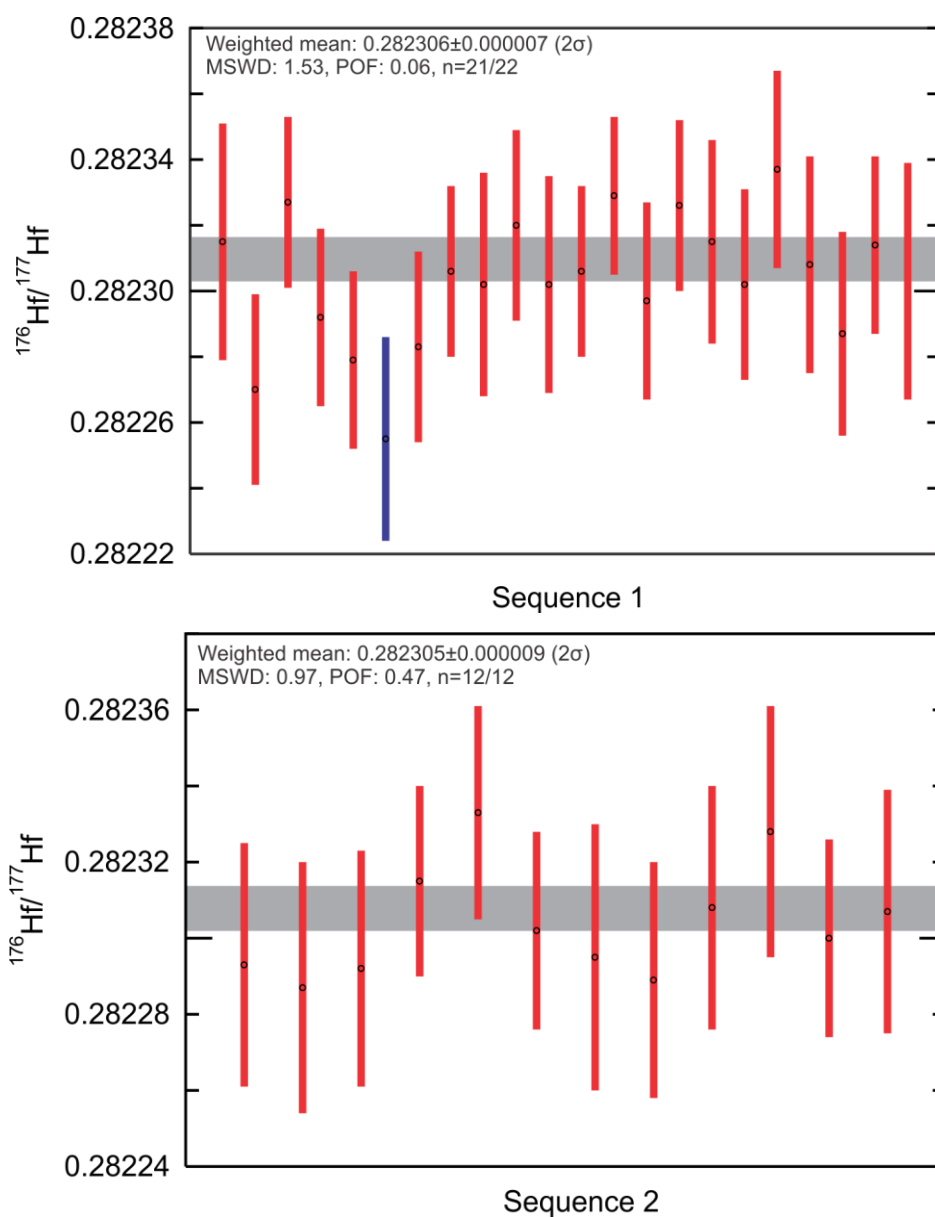 0.28238
Weighted mean: 0.282306±0.000007 (2σ)
MSWD: 1.53, POF: 0.06, n=21/22
0.28234
0.28230
0.28226
0.28222
¹⁷⁶Hf/¹⁷⁷Hf
Sequence 1
Weighted mean: 0.282305±0.000009 (2σ)
MSWD: 0.97, POF: 0.47, n=12/12
0.28236
0.28232
0.28228
0.28224
¹⁷⁶Hf/¹⁷⁷Hf
Sequence 2